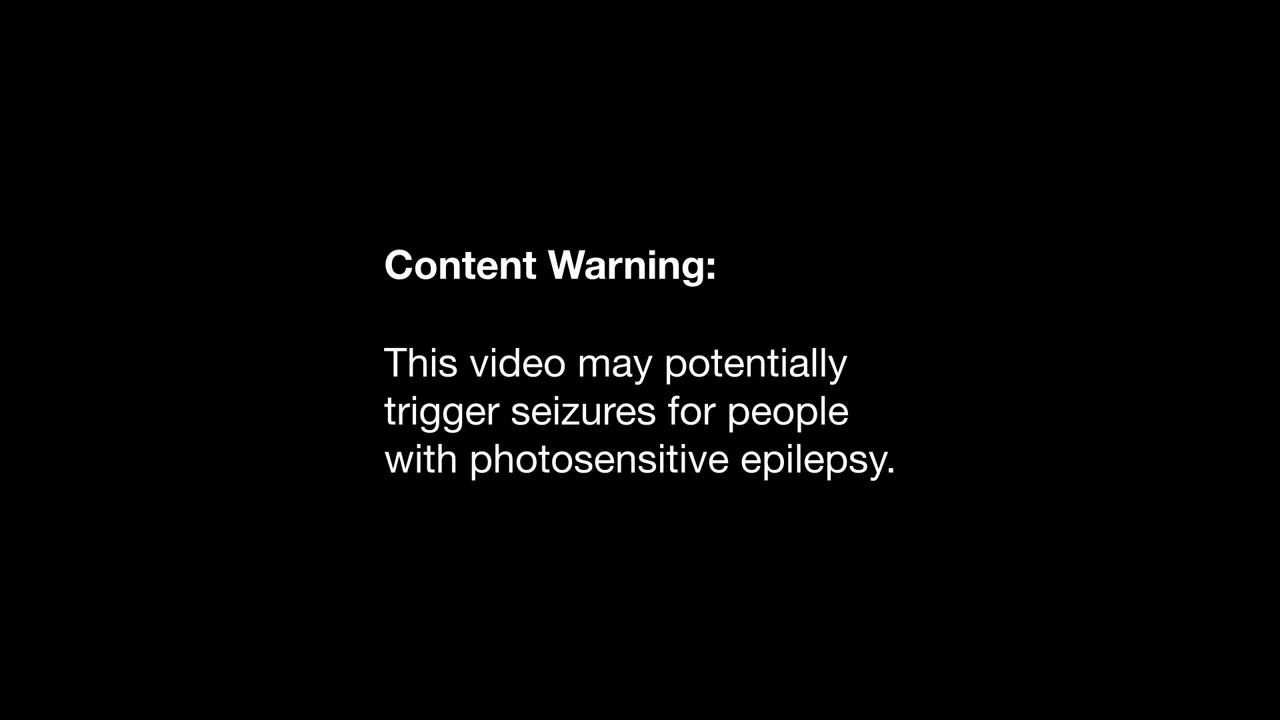 Content Warning:
This video may potentially
trigger seizures for people
with photosensitive epilepsy.